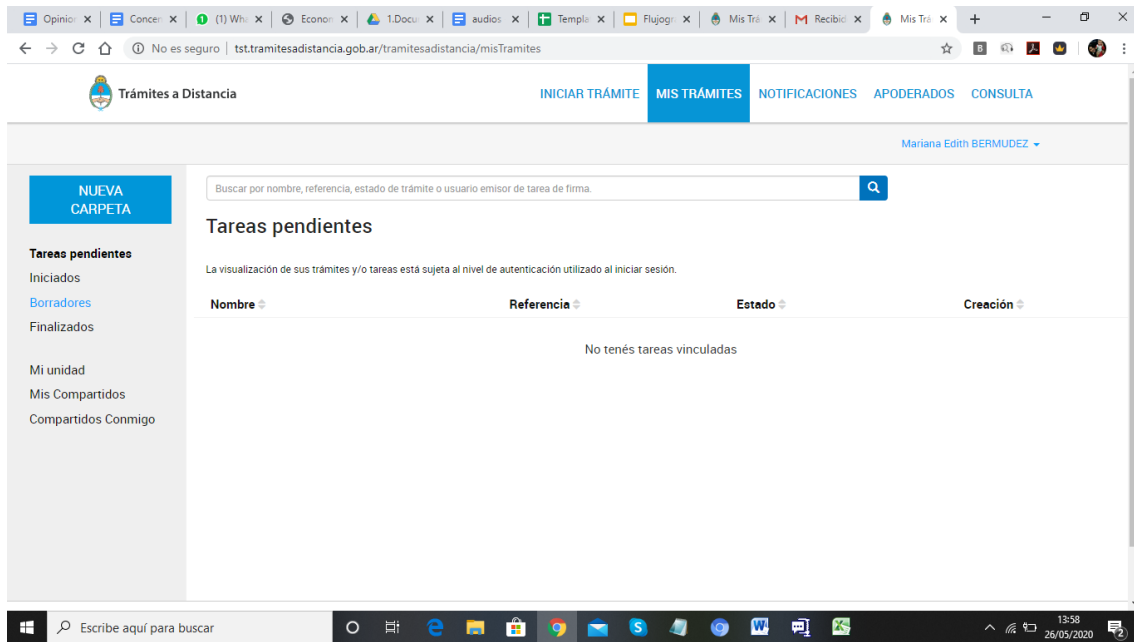 Opinior
Concer
(1) Wha
Econon
1.Docu
audios
Templa
Flujogr
Mis Trá
Recibid
Mis Trá
No es seguro | tst.tramitesadistancia.gob.ar/tramitesadistancia/misTramites
Trámites a Distancia
INICIAR TRÁMITE MIS TRÁMITES NOTIFICACIONES APODERADOS CONSULTA
Mariana Edith BERMUDEZ
NUEVA
CARPETA
Tareas pendientes
Iniciados
Borradores
Finalizados
Mi unidad
Mis Compartidos
Compartidos Conmigo
Buscar por nombre, referencia, estado de trámite o usuario emisor de tarea de firma.
Tareas pendientes
La visualización de sus trámites y/o tareas está sujeta al nivel de autenticación utilizado al iniciar sesión.
Nombre Referencia Estado Creación
No tenés tareas vinculadas
Escribe aquí para buscar
13:58
26/05/2020
2